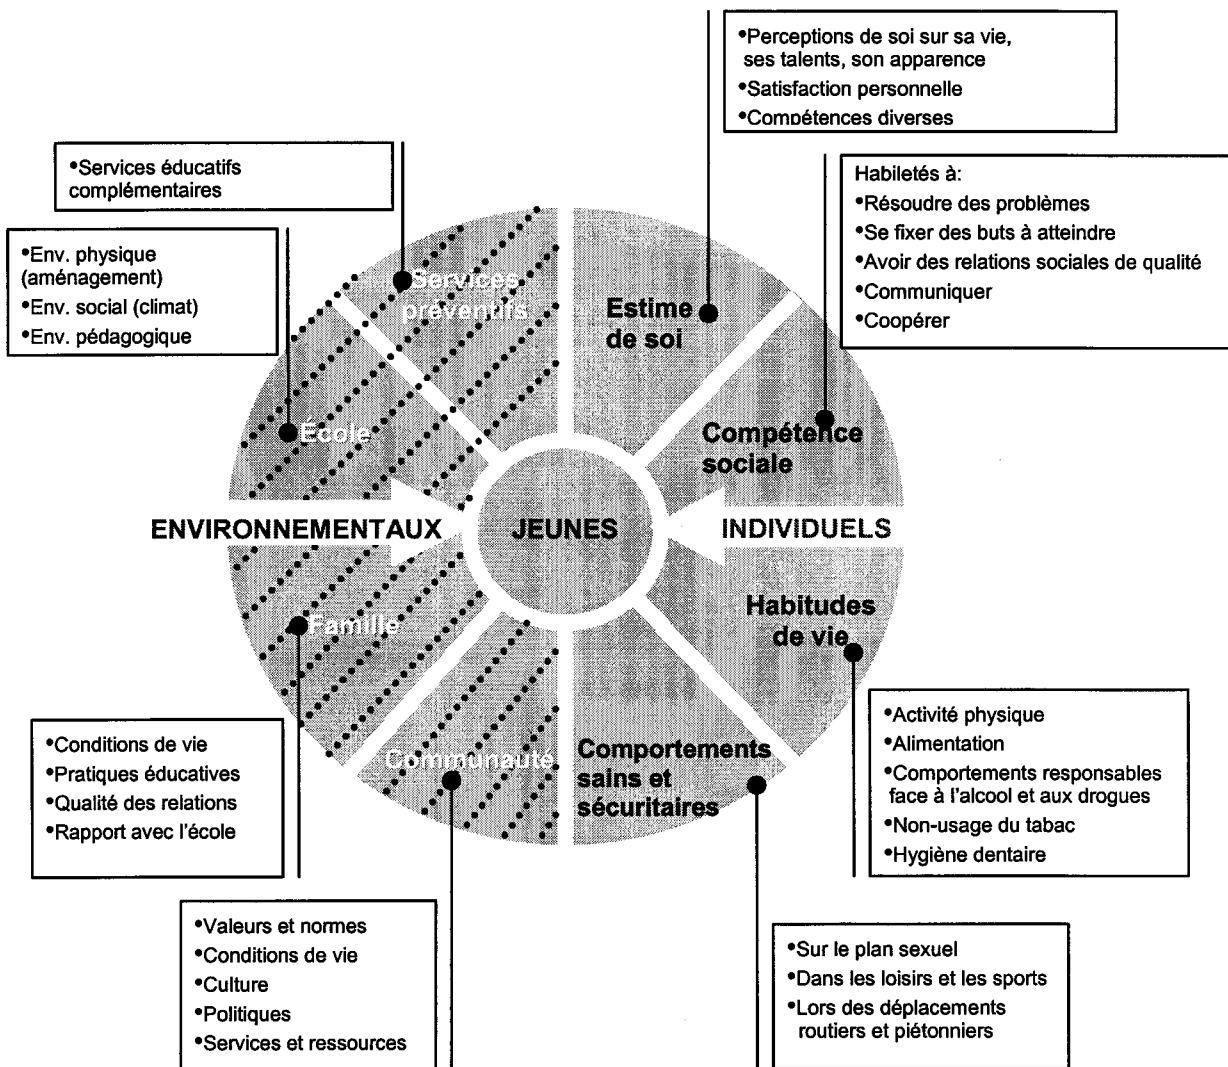 •Perceptions de soi sur sa vie,
ses talents, son apparence
•Satisfaction personnelle
•Compétences diverses
•Services éducatifs
complémentaires
Habiletés à:
•Résoudre des problèmes
•Se fixer des buts à atteindre
•Avoir des relations sociales de qualité
•Communiquer
•Coopérer
•Env. physique
(aménagement)
•Env. social (climat)
•Env. pédagogique
Services
préventifs
Estime
de soi
École
Compétence
sociale
ENVIRONNEMENTAUX
JEUNES
INDIVIDUELS
Famille
Habitudes
de vie
Communauté
Comportements
sains et
sécuritaires
•Conditions de vie
•Pratiques éducatives
•Qualité des relations
•Rapport avec l'école
•Activité physique
•Alimentation
•Comportements responsables
face à l'alcool et aux drogues
•Non-usage du tabac
•Hygiène dentaire
•Valeurs et normes
•Conditions de vie
•Culture
•Politiques
•Services et ressources
•Sur le plan sexuel
•Dans les loisirs et les sports
•Lors des déplacements
routiers et piétonniers